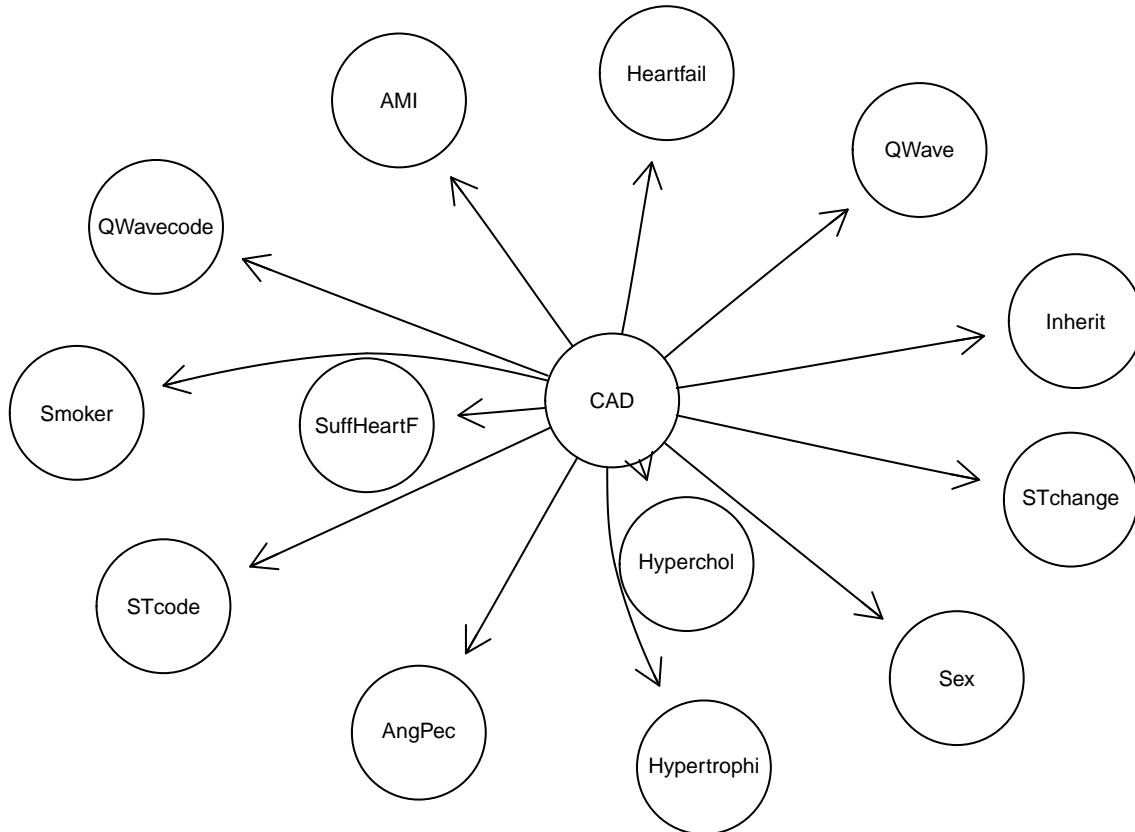 Heartfail
AMI
QWave
QWavecode
Inherit
CAD
Smoker
SuffHeartF
STchange
Hyperchol
STcode
Sex
AngPec
Hypertrophi